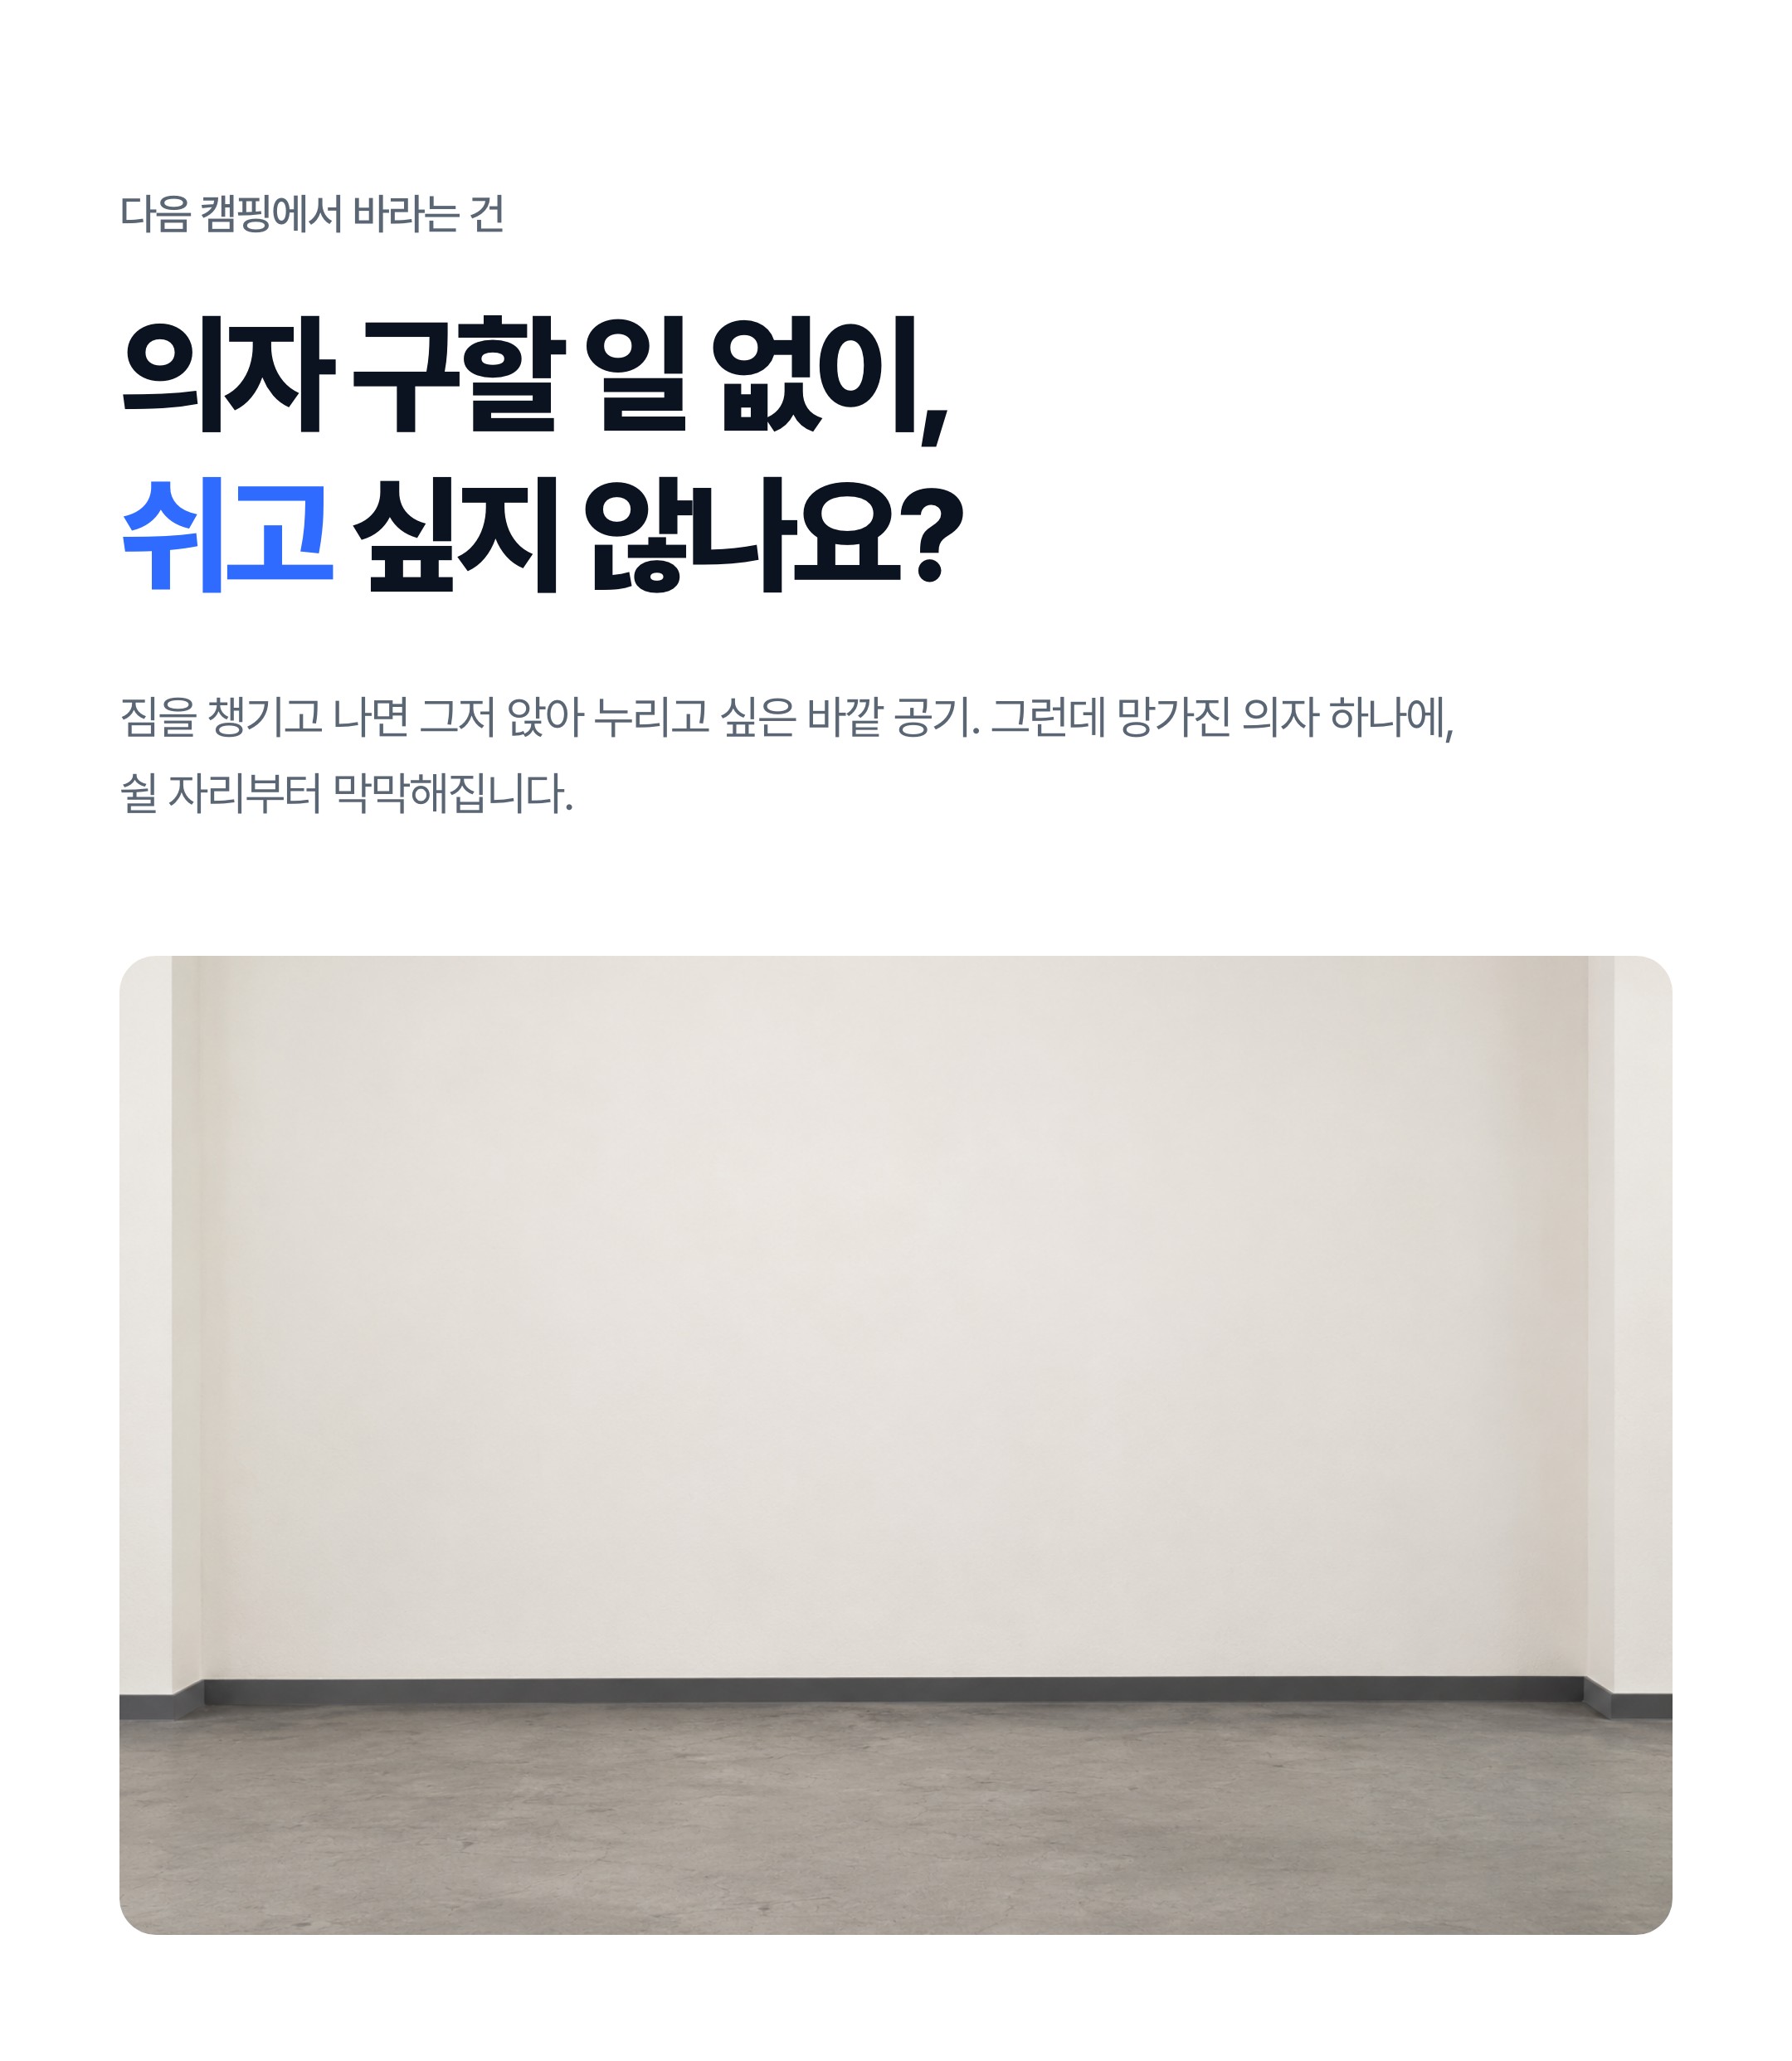 다음 캠핑에서 바라는 건
의자 구할 일 없이,
쉬고 싶지 않나요?
짐을 챙기고 나면 그저 앉아 누리고 싶은 바깥 공기. 그런데 망가진 의자 하나에,
쉴 자리부터 막막해집니다.